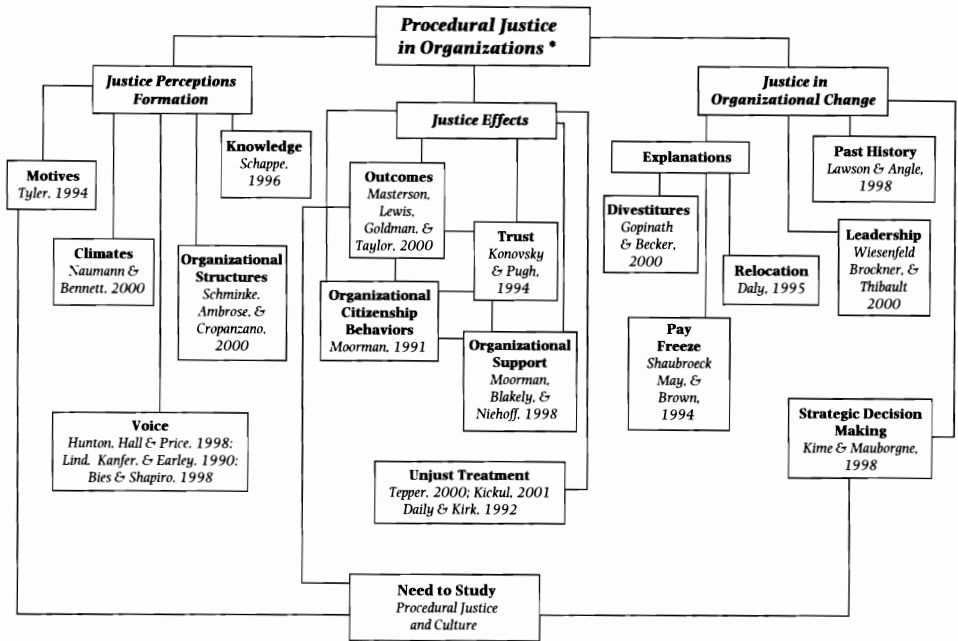 Procedural Justice
in Organizations *
Justice Perceptions
Formation
Motives
Tyler. 1994
Climates
Naumann &
Bennett. 2000
Voice
Hunton. Hall & Price. 1998:
Lind. Kanfer. & Earley. 1990:
Bies & Shapiro. 1998
Organizational
Structures
Schminke.
Ambrose. &
Cropanzano.
2000
Knowledge
Schappe.
1996
Justice Effects
Outcomes
Masterson,
Lewis,
Goldman, &
Taylor. 2000
Trust
Konovsky
& Pugh,
1994
Organizational
Citizenship
Behaviors
Moorman. 1991
Organizational
Support
Moorman,
Blakely, &
Niehoff, 1998
Unjust Treatment
Tepper. 2000; Kickul, 2001
Daily & Kirk. 1992
Justice in
Organizational Change
Explanations
Divestitures
Gopinath
& Becker,
2000
Relocation
Daly, 1995
Pay
Freeze
Shaubroeck
May, &
Brown,
1994
Past History
Lawson & Angle,
1998
Leadership
Wiesenfeld
Brockner, &
Thibault
2000
Strategic Decision
Making
Kime & Mauborgne,
1998
Need to Study
Procedural Justice
and Culture